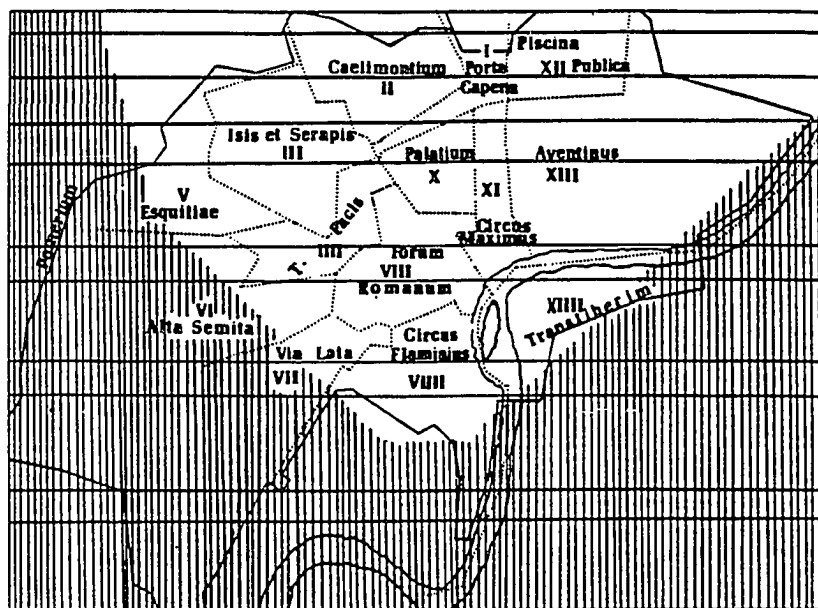 I
Piscina
Caelimontium
II
Porta
Capena
XII Publica
Isis et Serapis
III
Palatium
X
XI
Aventinus
XIII
V
Esquiliae
Pomerium
T. Pacis
IIII
Circus
Maximus
Forum
VIII
Romanum
VI
Alta Semita
XIIII
Transtiberim
Circus
Flaminius
Via Lata
VII
VIIII